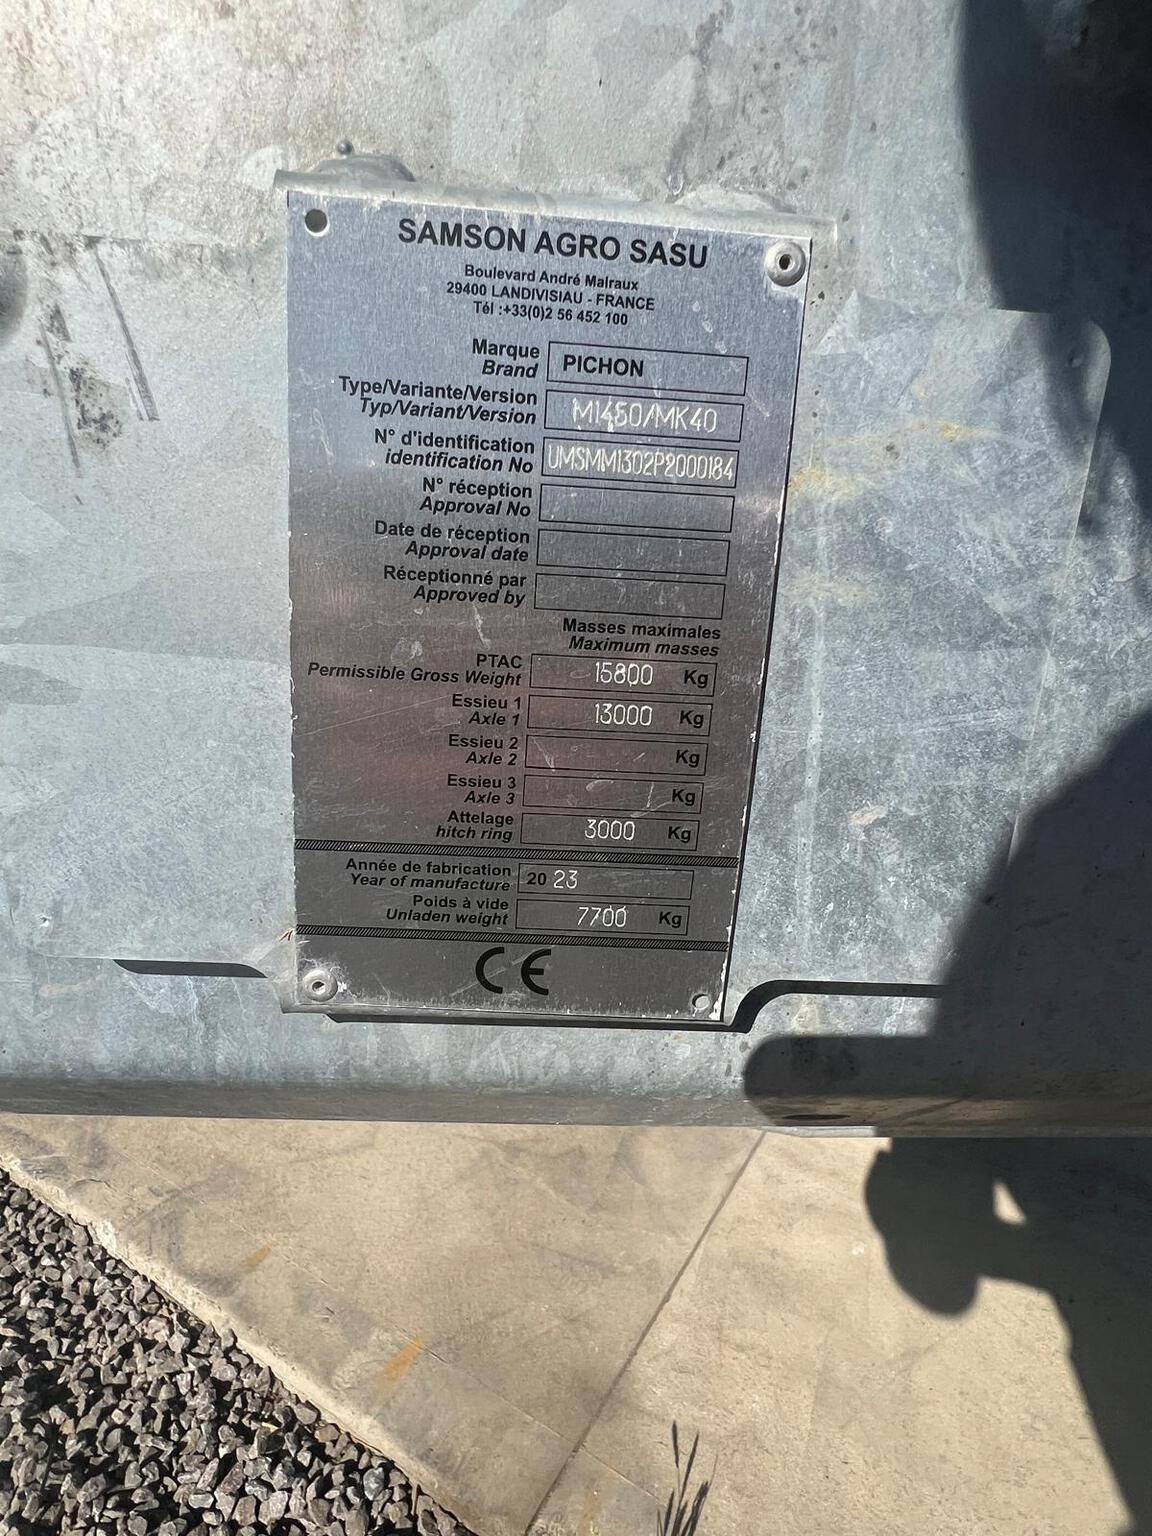 SAMSON AGRO SASU
Boulevard André Malraux
29400 LANDIVISIAU - FRANCE
Tél :+33(0)2 56 452 100
Marque
Brand
PICHON
Type/Variante/Version
Typ/Variant/Version
M1450/MK40
N° d'identification
identification No
UMSMM1302P2000184
N° réception
Approval No
Date de réception
Approval date
Réceptionné par
Approved by
Masses maximales
Maximum masses
PTAC
Permissible Gross Weight
15800 Kg
Essieu 1
Axle 1
13000 Kg
Essieu 2
Axle 2
Kg
Essieu 3
Axle 3
Kg
Attelage
hitch ring
3000 Kg
Année de fabrication
Year of manufacture
20 23
Poids à vide
Unladen weight
7700 Kg
CE